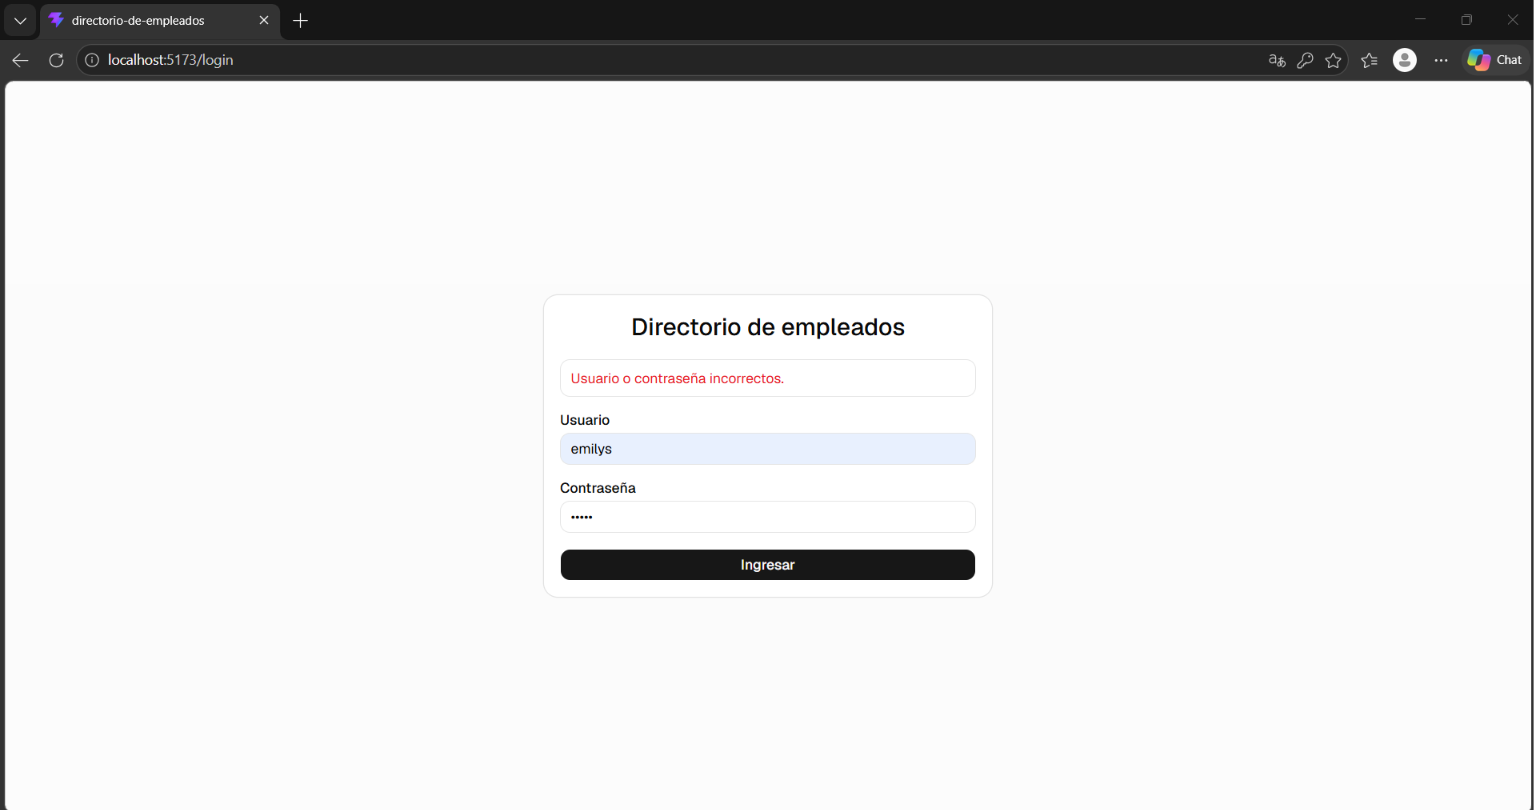 directorio-de-empleados
localhost:5173/login
Chat
Directorio de empleados
Usuario o contraseña incorrectos.
Usuario
emilys
Contraseña
•••••
Ingresar